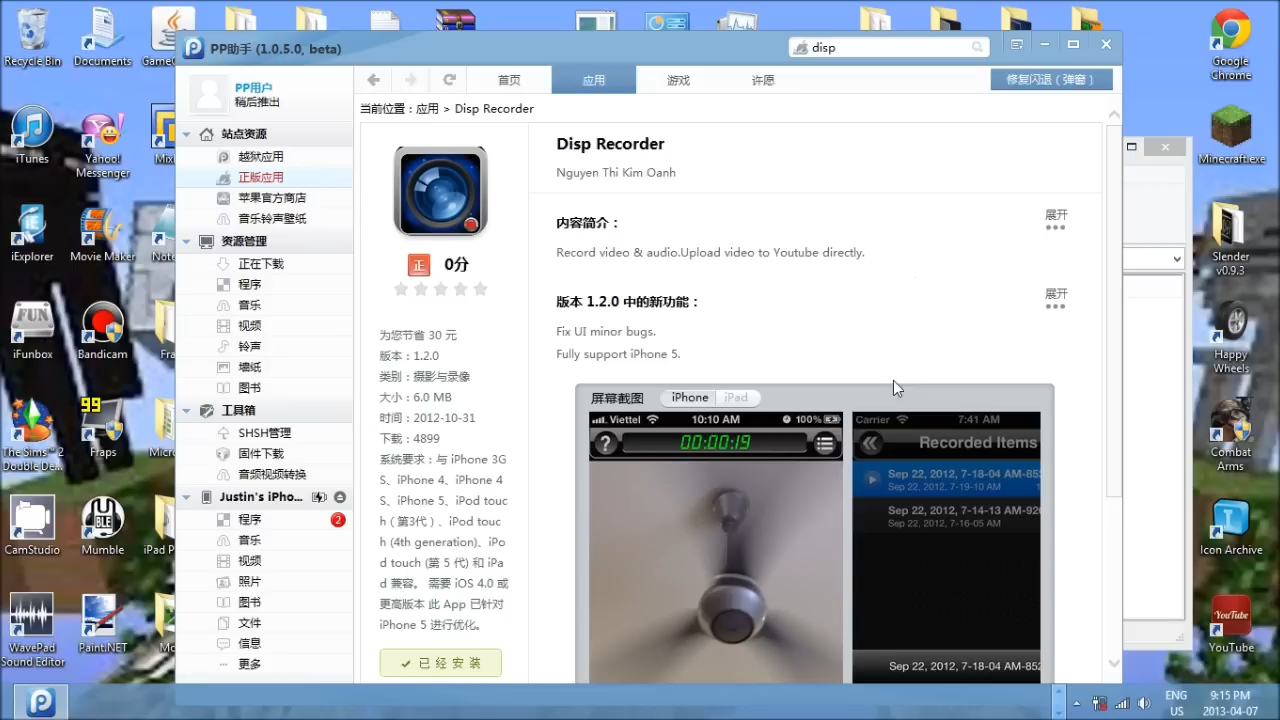 PP助手 (1.0.5.0, beta)
disp
PP用户
稍后推出
首页
应用
游戏
许愿
修复闪退（弹窗）
当前位置：应用 > Disp Recorder
站点资源
越狱应用
正版应用
苹果官方商店
音乐铃声壁纸
资源管理
正在下载
程序
音乐
视频
铃声
墙纸
图书
工具箱
SHSH管理
固件下载
音频视频转换
Justin's iPho...
程序
2
音乐
视频
照片
图书
文件
信息
更多
正
0分
为您节省 30 元
版本：1.2.0
类别：摄影与录像
大小：6.0 MB
时间：2012-10-31
下载：4899
系统要求：与 iPhone 3G
S、iPhone 4、iPhone 4
S、iPhone 5、iPod touc
h（第3代）、iPod touc
h (4th generation)、iPo
d touch (第 5 代) 和 iPa
d 兼容。 需要 iOS 4.0 或
更高版本 此 App 已针对
iPhone 5 进行优化。
已 经 安 装
Disp Recorder
Nguyen Thi Kim Oanh
内容简介：
展开
Record video & audio.Upload video to Youtube directly.
版本 1.2.0 中的新功能：
展开
Fix UI minor bugs.
Fully support iPhone 5.
屏幕截图
iPhone
iPad
Viettel
10:10 AM
100%
00:00:19
Carrier
7:41 AM
Recorded Items
Sep 22, 2012, 7-18-04 AM-852
Sep 22, 2012, 7-19-10 AM
Sep 22, 2012, 7-14-13 AM-920
Sep 22, 2012, 7-16-05 AM
Sep 22, 2012, 7-18-04 AM-852
Recycle Bin
Documents
iTunes
Yahoo!
Messenger
iExplorer
Movie Maker
iFunbox
FUN
Bandicam
The Sims™ 2
Double De...
99
Fraps
CamStudio
BLE
Mumble
iPad P
WavePad
Sound Editor
Paint.NET
Google
Chrome
Minecraft.exe
Slender
v0.9.3
Happy
Wheels
Combat
Arms
Icon Archive
YouTube
YouTube
ENG
US
9:15 PM
2013-04-07